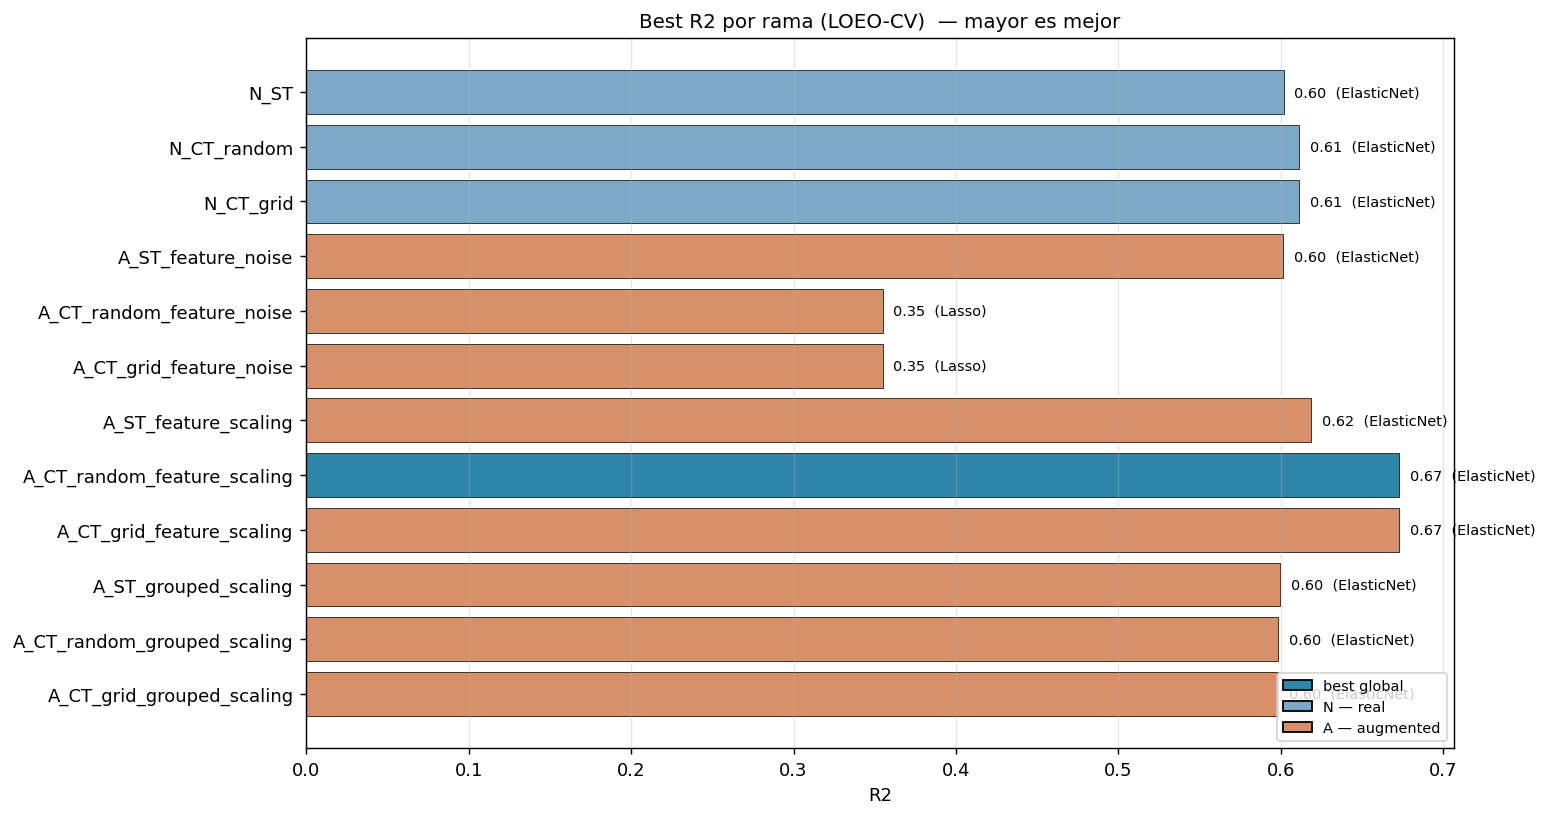 Best R2 por rama (LOEO-CV)  — mayor es mejor
N_ST
0.60  (ElasticNet)
N_CT_random
0.61  (ElasticNet)
N_CT_grid
0.61  (ElasticNet)
A_ST_feature_noise
0.60  (ElasticNet)
A_CT_random_feature_noise
0.35  (Lasso)
A_CT_grid_feature_noise
0.35  (Lasso)
A_ST_feature_scaling
0.62  (ElasticNet)
A_CT_random_feature_scaling
0.67  (ElasticNet)
A_CT_grid_feature_scaling
0.67  (ElasticNet)
A_ST_grouped_scaling
0.60  (ElasticNet)
A_CT_random_grouped_scaling
0.60  (ElasticNet)
A_CT_grid_grouped_scaling
0.60  (ElasticNet)
best global
N — real
A — augmented
0.0 0.1 0.2 0.3 0.4 0.5 0.6 0.7
R2